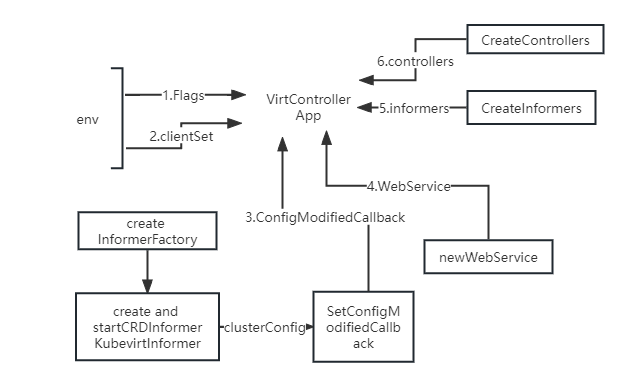 CreateControllers
6.controllers
1.Flags
VirtController
App
5.informers
CreateInformers
env
2.clientSet
4.WebService
3.ConfigModifiedCallback
create
InformerFactory
newWebService
create and
startCRDInformer
KubevirtInformer
clusterConfig
SetConfigM
odifiedCallb
ack